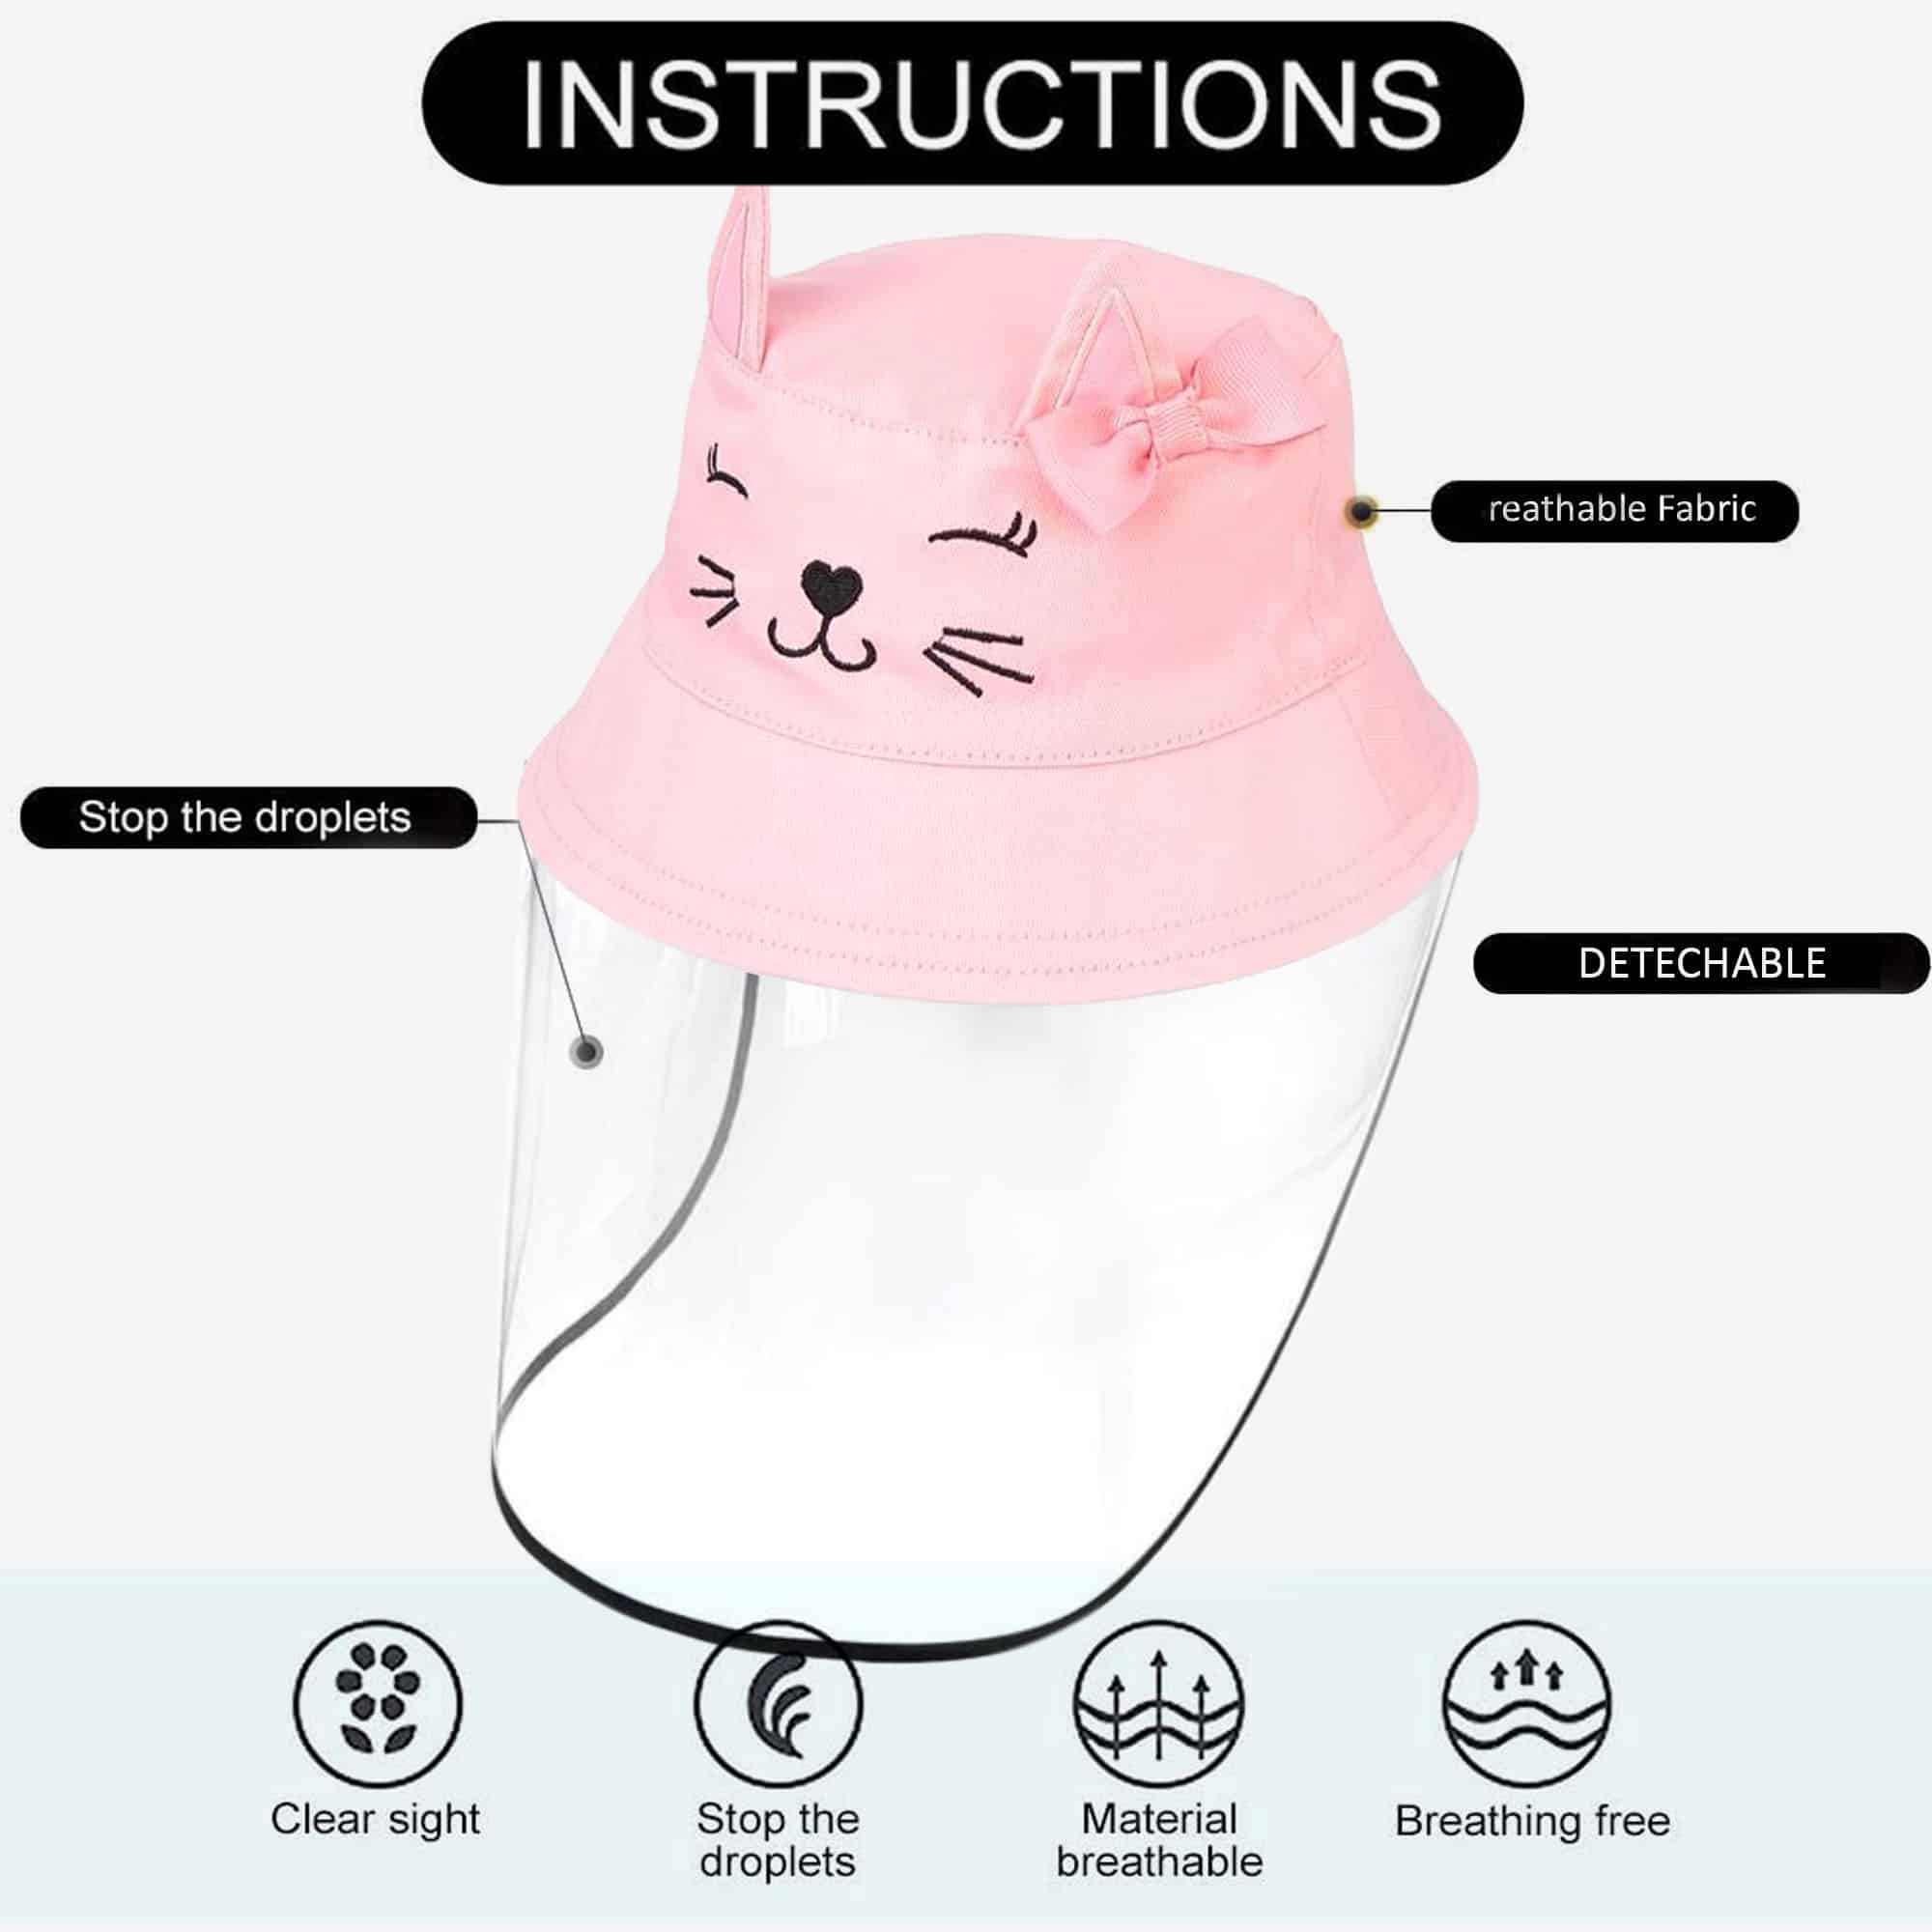 INSTRUCTIONS
reathable Fabric
Stop the droplets
DETECHABLE
Clear sight
Stop the
droplets
Material
breathable
Breathing free